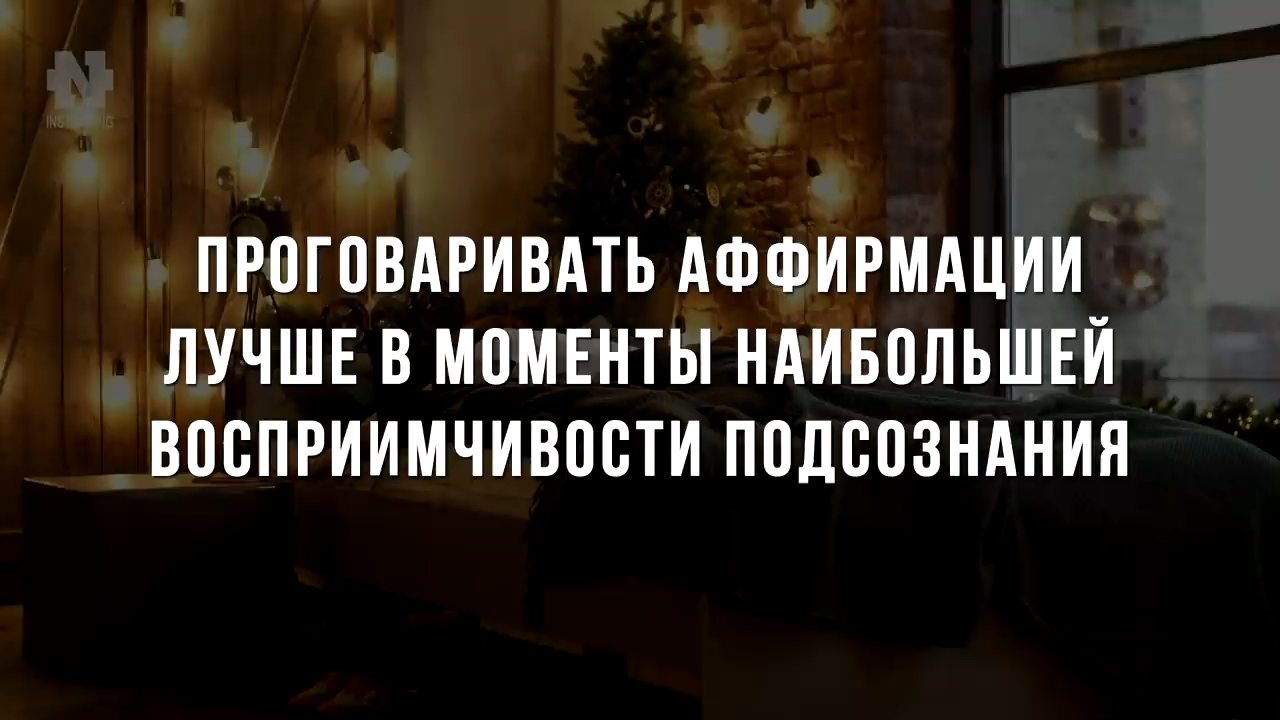 N
ПРОГОВАРИВАТЬ АФФИРМАЦИИ
ЛУЧШЕ В МОМЕНТЫ НАИБОЛЬШЕЙ
ВОСПРИИМЧИВОСТИ ПОДСОЗНАНИЯ